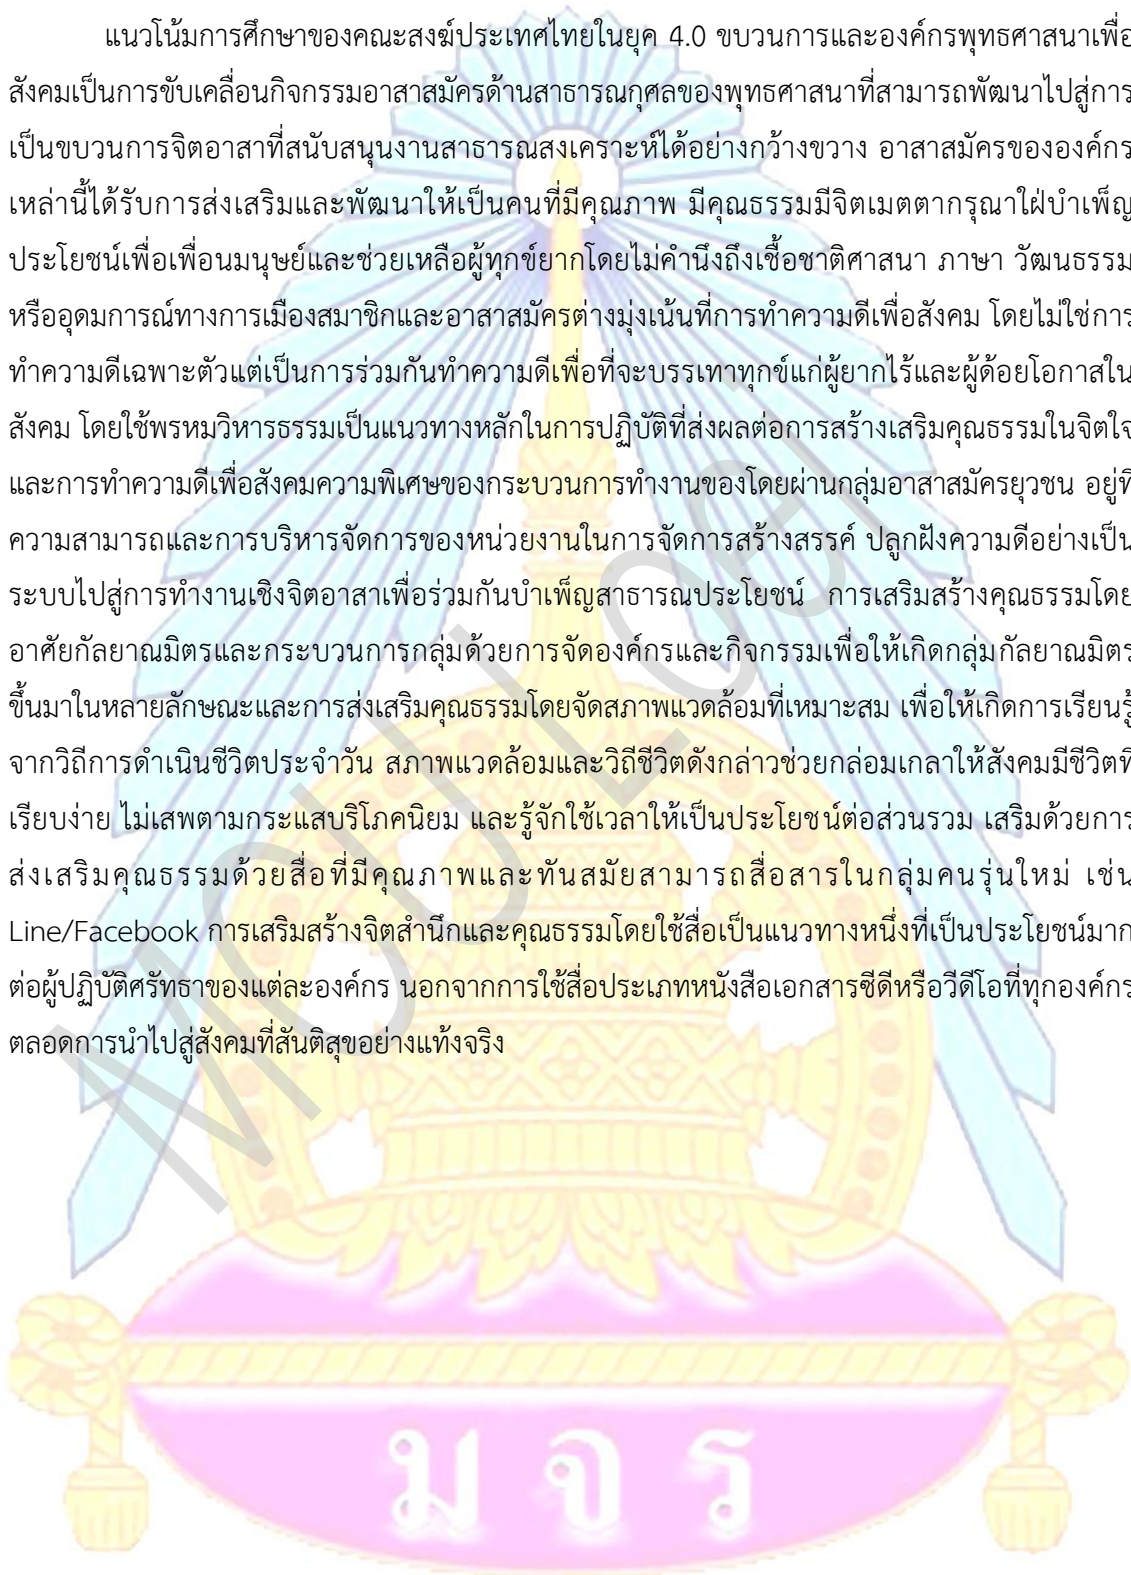 แนวโน้มการศึกษาของคณะสงฆ์ประเทศไทยในยุค 4.0 ขบวนการและองค์กรพุทธศาสนาเพื่อ
สังคมเป็นการขับเคลื่อนกิจกรรมอาสาสมัครด้านสาธารณกุศลของพุทธศาสนาที่สามารถพัฒนาไปสู่การ
เป็นขบวนการจิตอาสาที่สนับสนุนงานสาธารณสงเคราะห์ได้อย่างกว้างขวาง อาสาสมัครขององค์กร
เหล่านี้ได้รับการส่งเสริมและพัฒนาให้เป็นคนที่มีคุณภาพ มีคุณธรรมมีจิตเมตตากรุณาใฝ่บำเพ็ญ
ประโยชน์เพื่อเพื่อนมนุษย์และช่วยเหลือผู้ทุกข์ยากโดยไม่คำนึงถึงเชื้อชาติศาสนา ภาษา วัฒนธรรม
หรืออุดมการณ์ทางการเมืองสมาชิกและอาสาสมัครต่างมุ่งเน้นที่การทำความดีเพื่อสังคม โดยไม่ใช่การ
ทำความดีเฉพาะตัวแต่เป็นการร่วมกันทำความดีเพื่อที่จะบรรเทาทุกข์แก่ผู้ยากไร้และผู้ด้อยโอกาสใน
สังคม โดยใช้พรหมวิหารธรรมเป็นแนวทางหลักในการปฏิบัติที่ส่งผลต่อการสร้างเสริมคุณธรรมในจิตใจ
และการทำความดีเพื่อสังคมความพิเศษของกระบวนการทำงานของโดยผ่านกลุ่มอาสาสมัครยุวชน อยู่ที่
ความสามารถและการบริหารจัดการของหน่วยงานในการจัดการสร้างสรรค์ ปลูกฝังความดีอย่างเป็น
ระบบไปสู่การทำงานเชิงจิตอาสาเพื่อร่วมกันบำเพ็ญสาธารณประโยชน์ การเสริมสร้างคุณธรรมโดย
อาศัยกัลยาณมิตรและกระบวนการกลุ่มด้วยการจัดองค์กรและกิจกรรมเพื่อให้เกิดกลุ่มกัลยาณมิตร
ขึ้นมาในหลายลักษณะและการส่งเสริมคุณธรรมโดยจัดสภาพแวดล้อมที่เหมาะสม เพื่อให้เกิดการเรียนรู้
จากวิถีการดำเนินชีวิตประจำวัน สภาพแวดล้อมและวิถีชีวิตดังกล่าวช่วยกล่อมเกลาให้สังคมมีชีวิตที่
เรียบง่าย ไม่เสพตามกระแสบริโภคนิยม และรู้จักใช้เวลาให้เป็นประโยชน์ต่อส่วนรวม เสริมด้วยการ
ส่งเสริมคุณธรรมด้วยสื่อที่มีคุณภาพและทันสมัยสามารถสื่อสารในกลุ่มคนรุ่นใหม่ เช่น
Line/Facebook การเสริมสร้างจิตสำนึกและคุณธรรมโดยใช้สื่อเป็นแนวทางหนึ่งที่เป็นประโยชน์มาก
ต่อผู้ปฏิบัติศรัทธาของแต่ละองค์กร นอกจากการใช้สื่อประเภทหนังสือเอกสารซีดีหรือวีดีโอที่ทุกองค์กร
ตลอดการนำไปสู่สังคมที่สันติสุขอย่างแท้จริง
MCU Loei
มจร